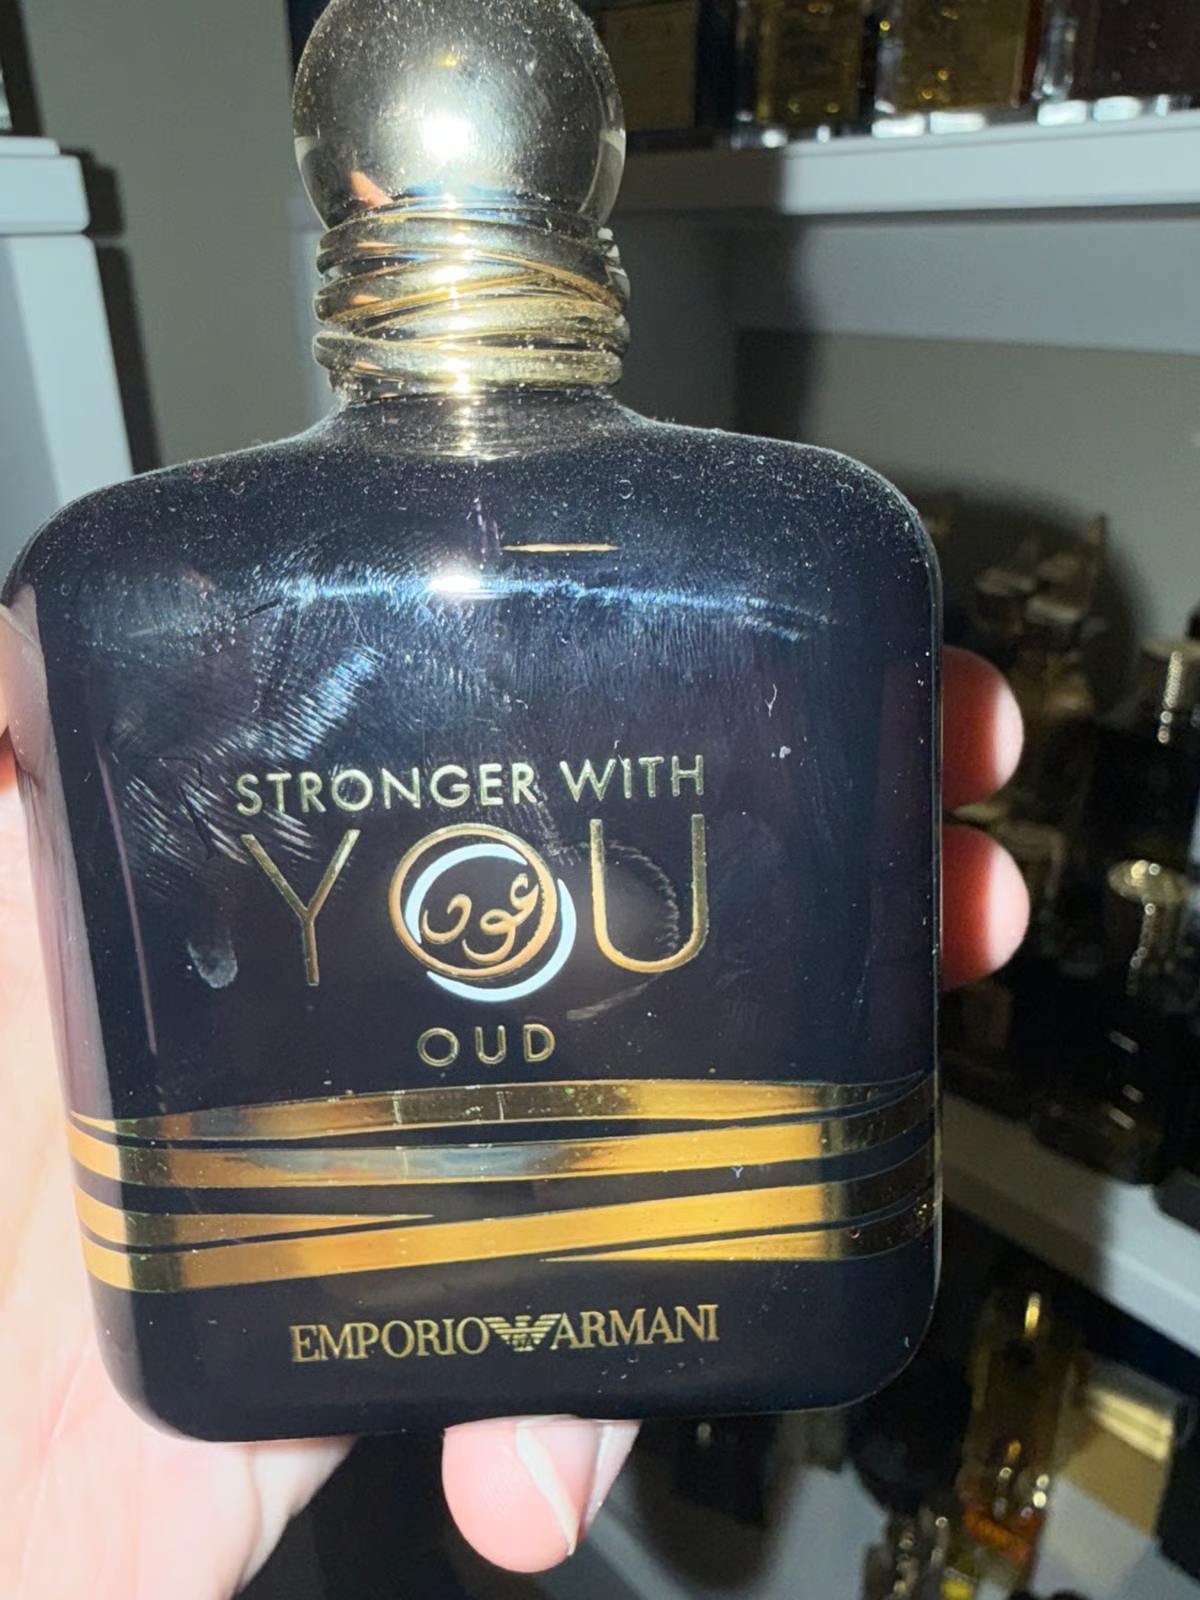 STRONGER WITH
YOU
عود
OUD
EMPORIO ARMANI